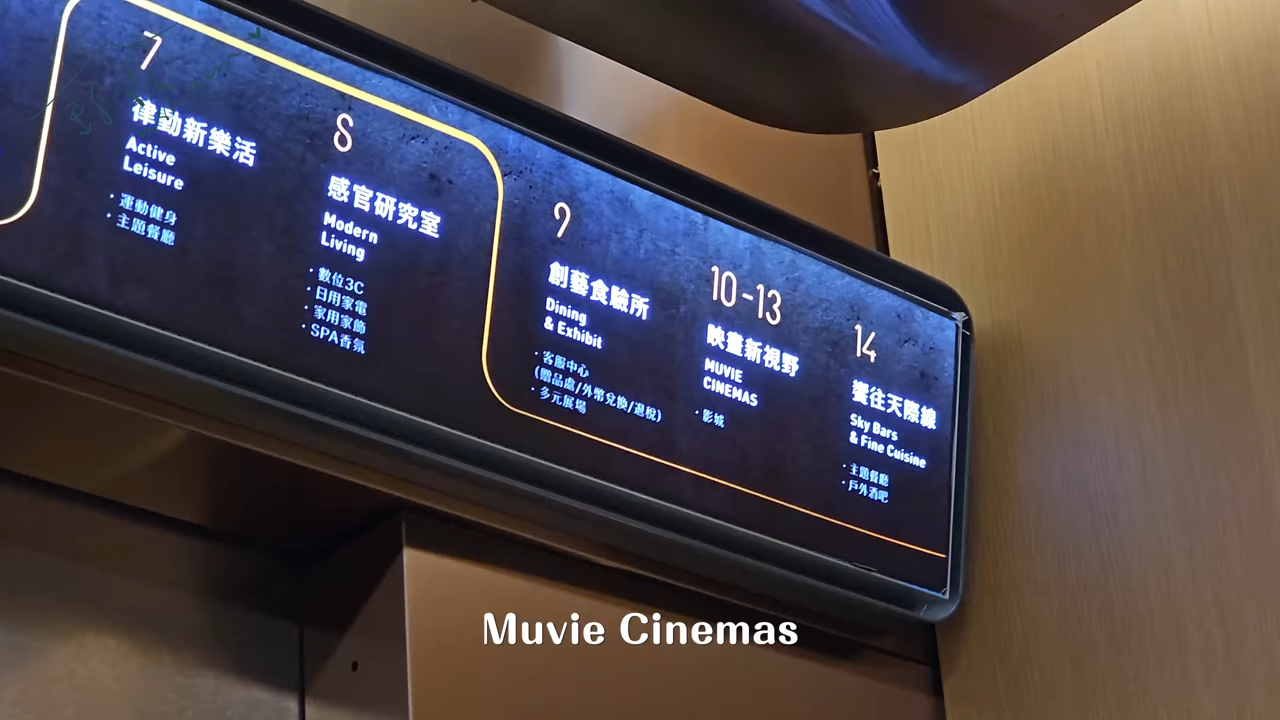 7
律動新樂活
Active
Leisure
· 運動健身
· 主題餐廳
8
感官研究室
Modern
Living
· 數位3C
· 日用家電
· 家用家飾
· SPA香氛
9
創藝食驗所
Dining
& Exhibit
· 客服中心
(贈品處/外幣兌換/退稅)
· 多元展場
10-13
映畫新視野
MUVIE
CINEMAS
· 影城
14
饗往天際線
Sky Bars
& Fine Cuisine
· 主題餐廳
· 戶外酒吧
Muvie Cinemas